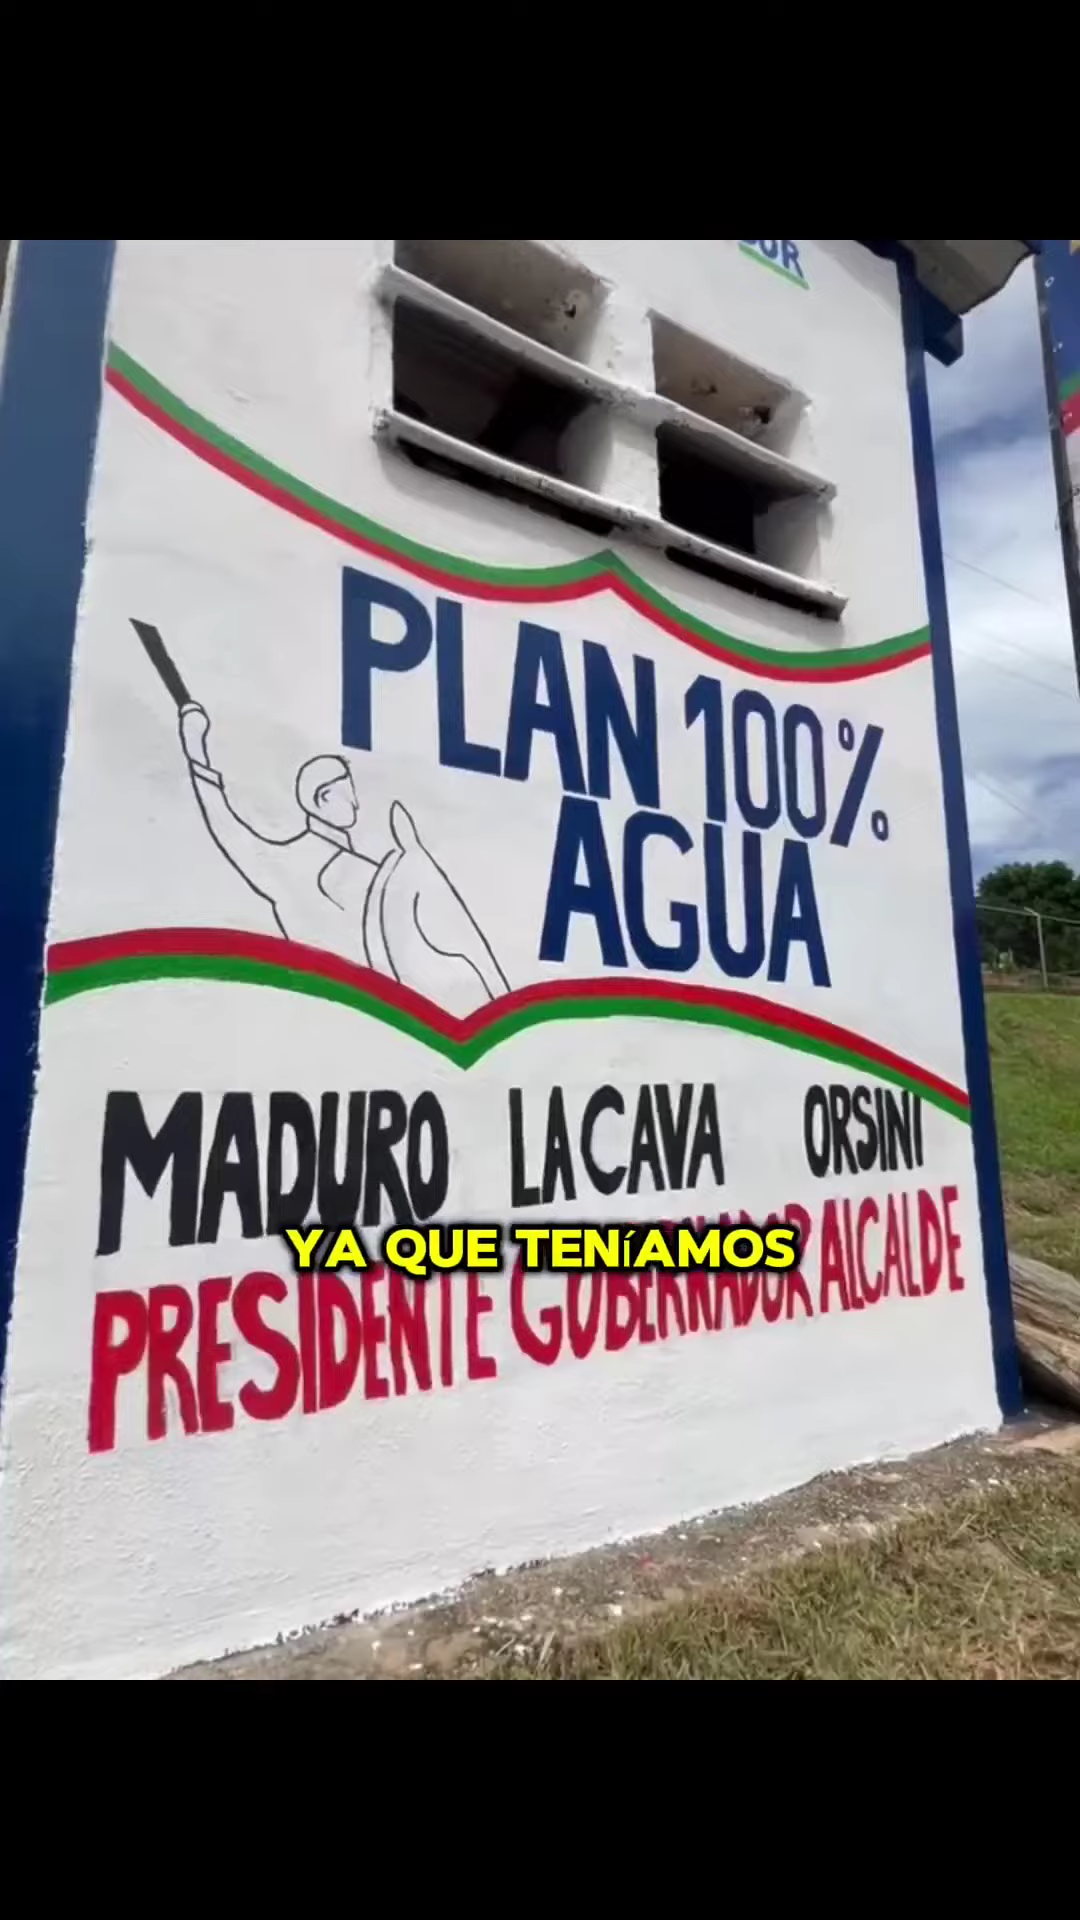 PLAN 100%
AGUA
MADURO LACAVA ORSINI
PRESIDENTE GOBERNADOR ALCALDE
YA QUE TENÍAMOS